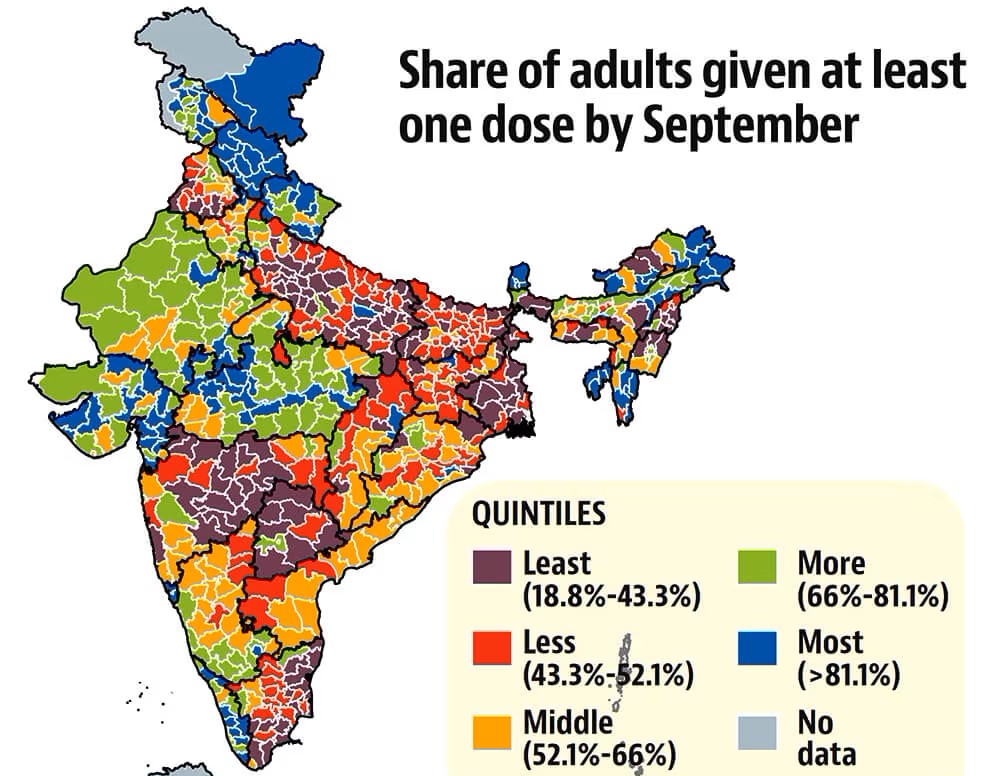 Share of adults given at least
one dose by September
QUINTILES
Least
(18.8%-43.3%)
Less
(43.3%-52.1%)
Middle
(52.1%-66%)
More
(66%-81.1%)
Most
(>81.1%)
No
data